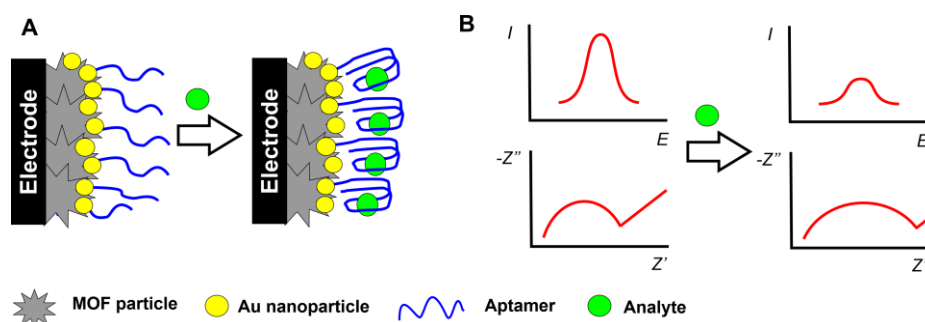 A
Electrode
Electrode
B
I
E
-Z''
Z'
I
E
-Z''
Z'
MOF particle
Au nanoparticle
Aptamer
Analyte